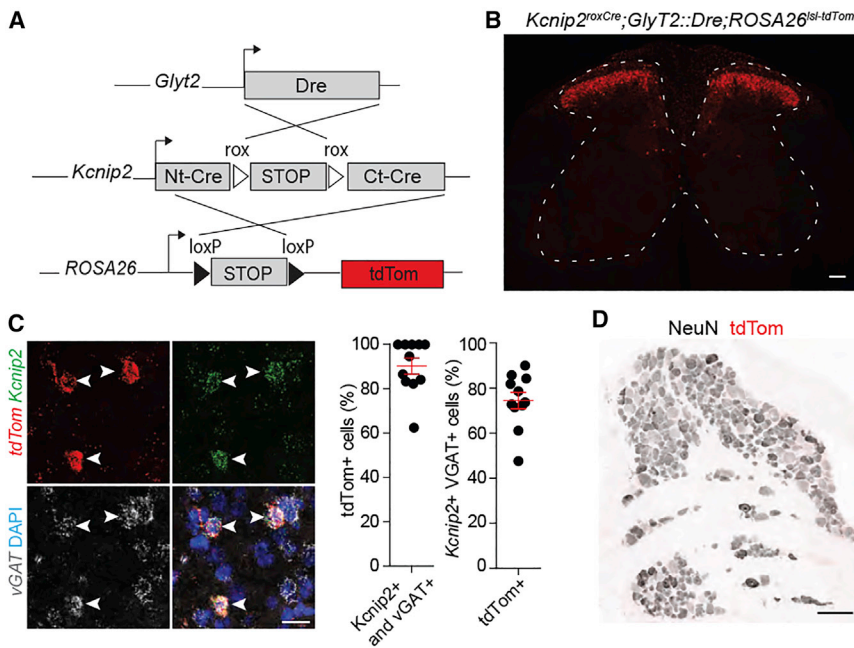 A
Glyt2
Dre
rox
rox
Kcnip2
Nt-Cre
STOP
Ct-Cre
loxP
loxP
ROSA26
STOP
tdTom
B
Kcnip2roxCre;GlyT2::Dre;ROSA26lsl-tdTom
C
tdTom Kcnip2
vGAT DAPI
tdTom+ cells (%)
100
80
60
40
20
0
Kcnip2+
and vGAT+
Kcnip2+ VGAT+ cells (%)
100
80
60
40
20
0
tdTom+
D
NeuN tdTom